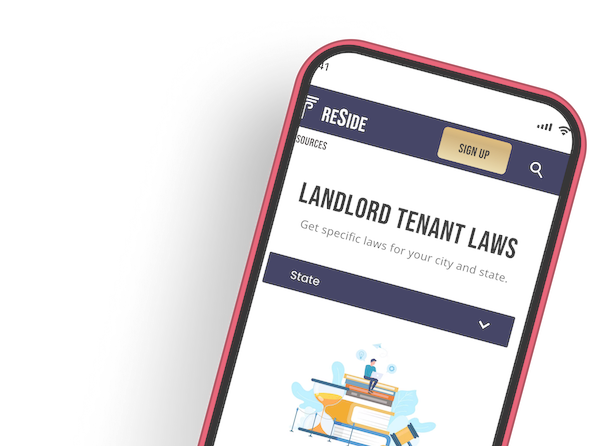 41
RESIDE
SIGN UP
SOURCES
LANDLORD TENANT LAWS
Get specific laws for your city and state.
State